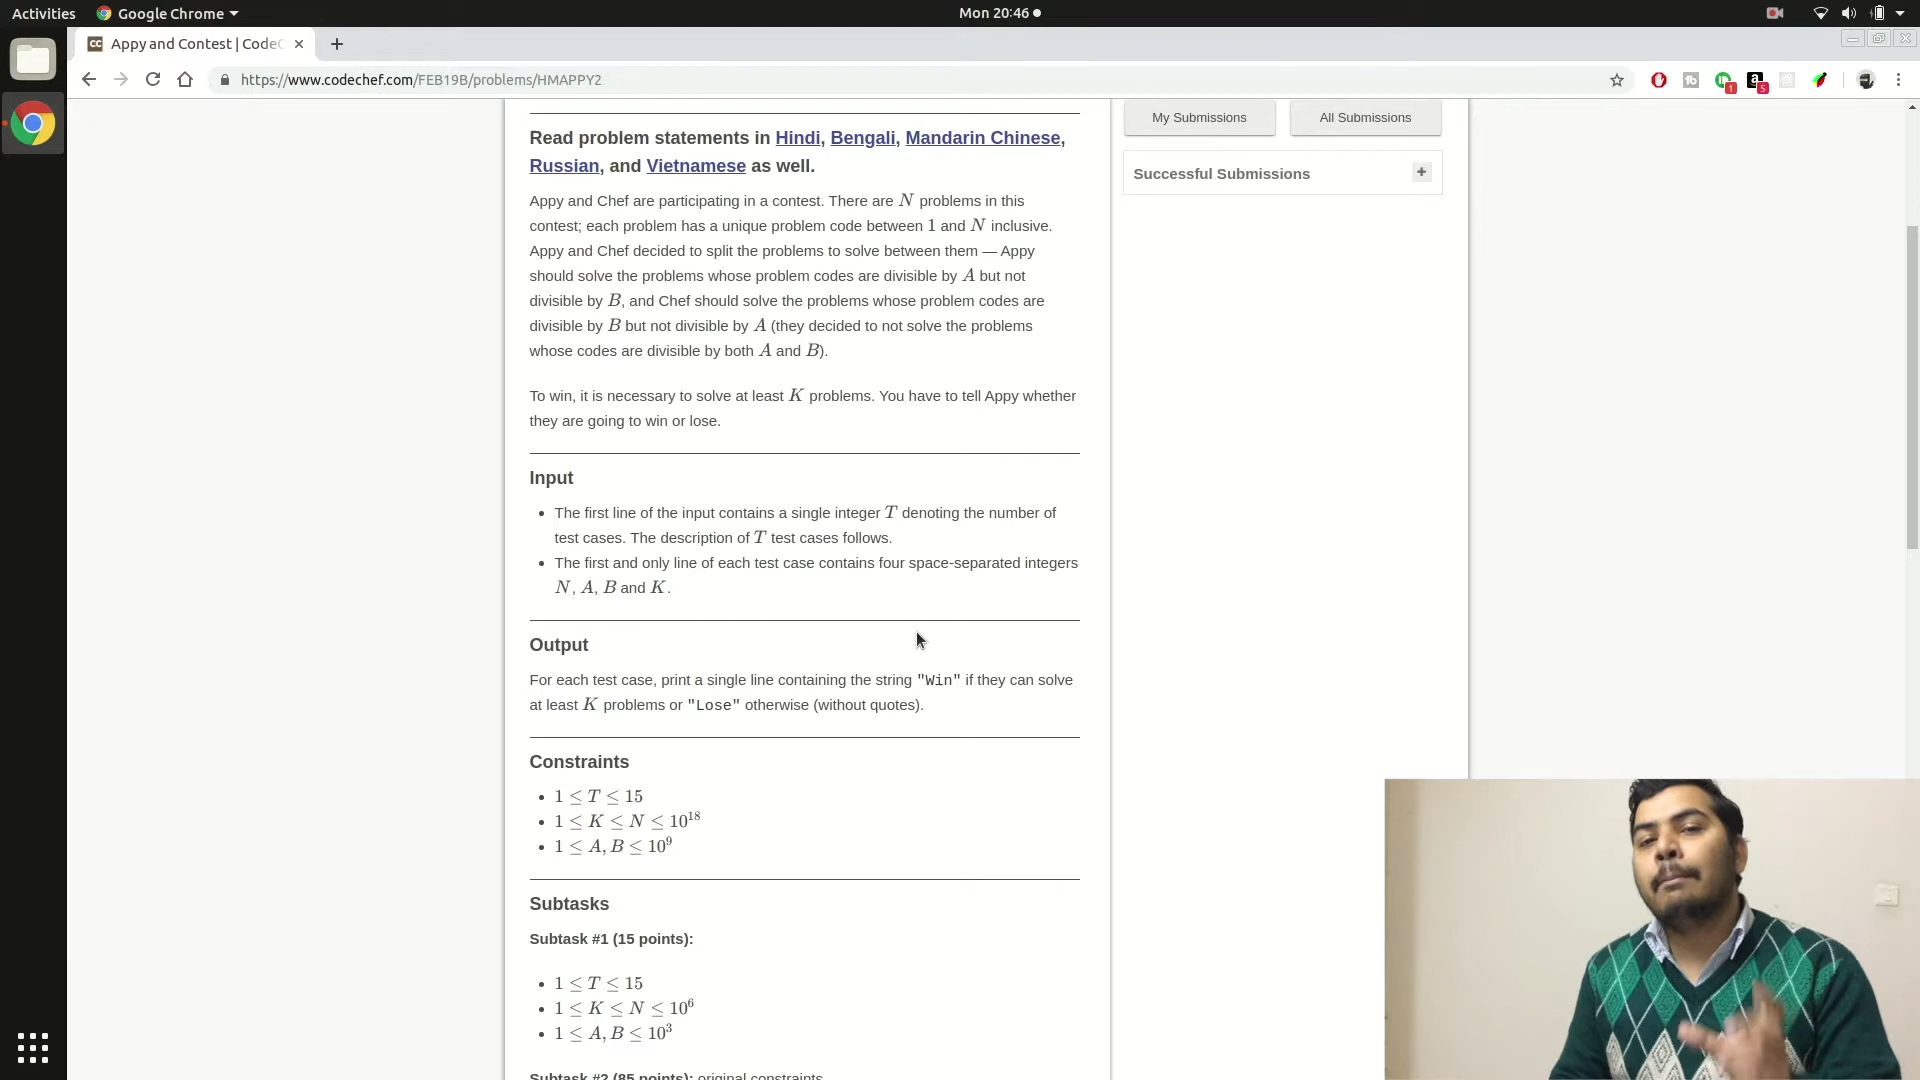 Activities
Google Chrome
Mon 20:46
CC
Appy and Contest | CodeC
https://www.codechef.com/FEB19B/problems/HMAPPY2
1
5
My Submissions
All Submissions
Successful Submissions
+
Read problem statements in Hindi, Bengali, Mandarin Chinese,
Russian, and Vietnamese as well.
Appy and Chef are participating in a contest. There are N problems in this
contest; each problem has a unique problem code between 1 and N inclusive.
Appy and Chef decided to split the problems to solve between them — Appy
should solve the problems whose problem codes are divisible by A but not
divisible by B, and Chef should solve the problems whose problem codes are
divisible by B but not divisible by A (they decided to not solve the problems
whose codes are divisible by both A and B).
To win, it is necessary to solve at least K problems. You have to tell Appy whether
they are going to win or lose.
Input
• The first line of the input contains a single integer T denoting the number of
test cases. The description of T test cases follows.
• The first and only line of each test case contains four space-separated integers
N, A, B and K.
Output
For each test case, print a single line containing the string "Win" if they can solve
at least K problems or "Lose" otherwise (without quotes).
Constraints
• 1 ≤ T ≤ 15
• 1 ≤ K ≤ N ≤ 10^18
• 1 ≤ A, B ≤ 10^9
Subtasks
Subtask #1 (15 points):
• 1 ≤ T ≤ 15
• 1 ≤ K ≤ N ≤ 10^6
• 1 ≤ A, B ≤ 10^3
Subtask #2 (85 points): original constraints